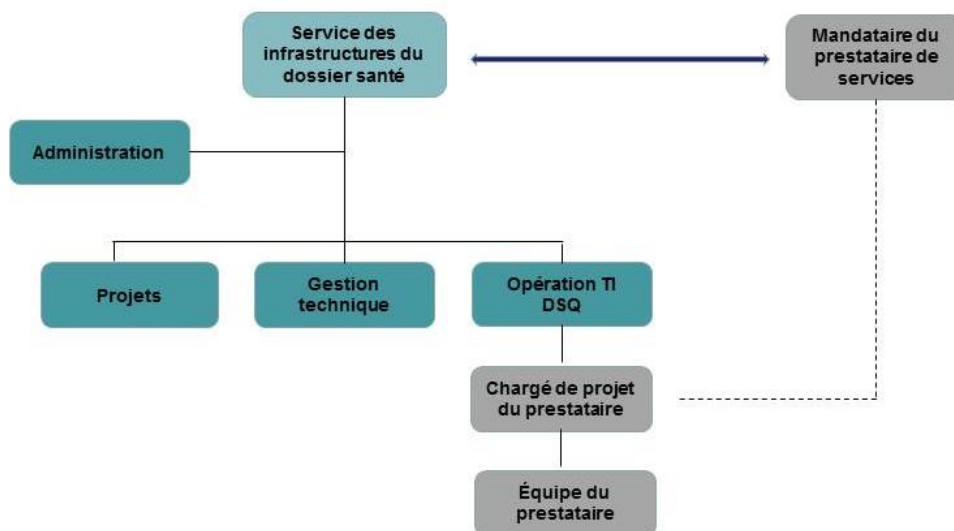 Service des
infrastructures du
dossier santé
Mandataire du
prestataire de
services
Administration
Projets
Gestion
technique
Opération TI
DSQ
Chargé de projet
du prestataire
Équipe du
prestataire